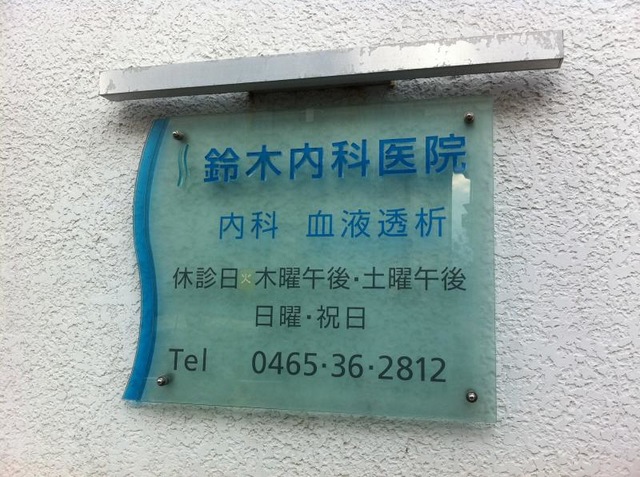 鈴木内科医院
内科 血液透析
休診日火木曜午後・土曜午後
日曜・祝日
Tel 0465・36・2812